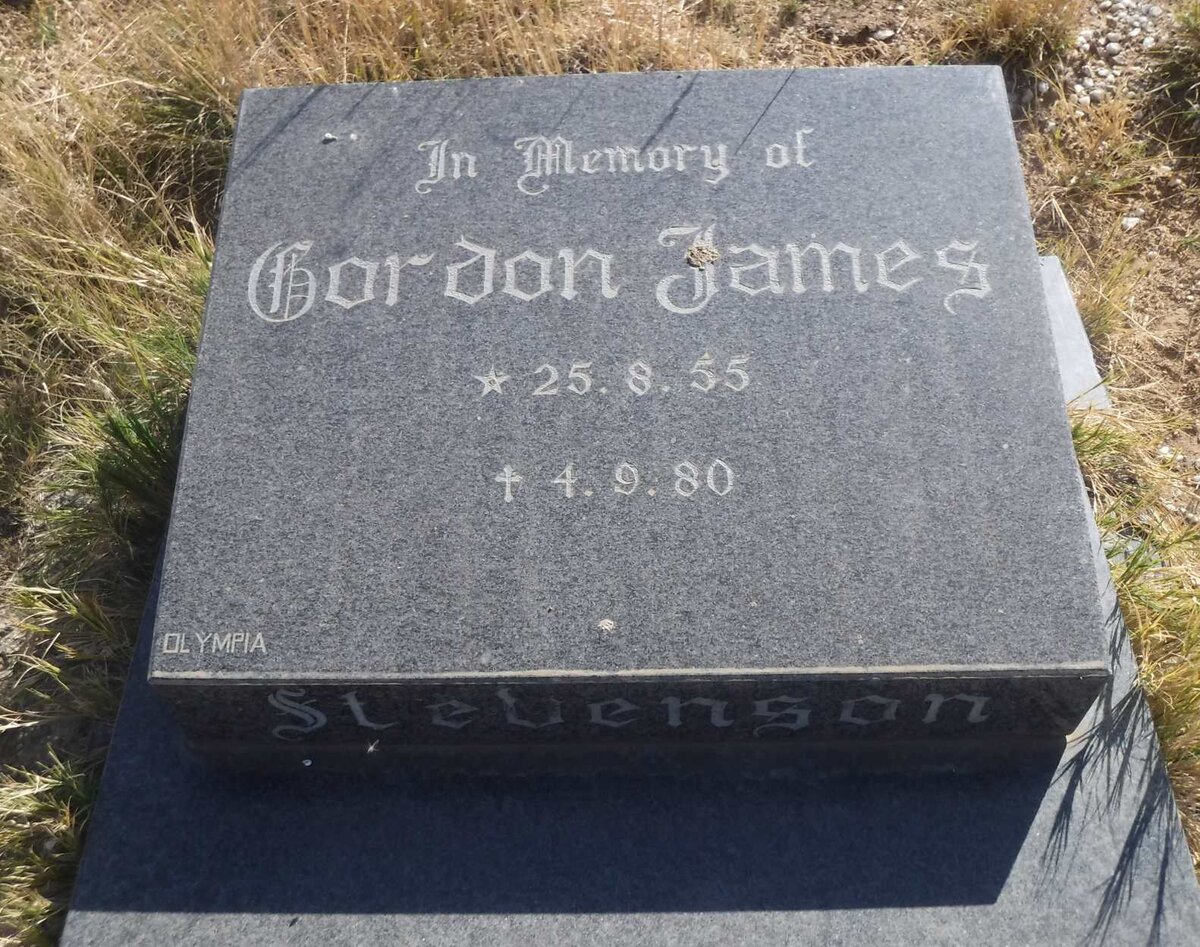 In Memory of
Gordon James
★ 25. 8. 55
✝ 4. 9. 80
OLYMPIA
Stevenson